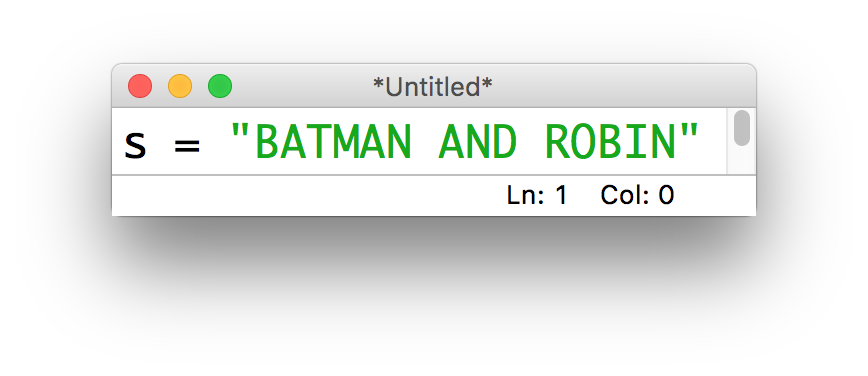 *Untitled*
s = "BATMAN AND ROBIN"
Ln: 1 Col: 0